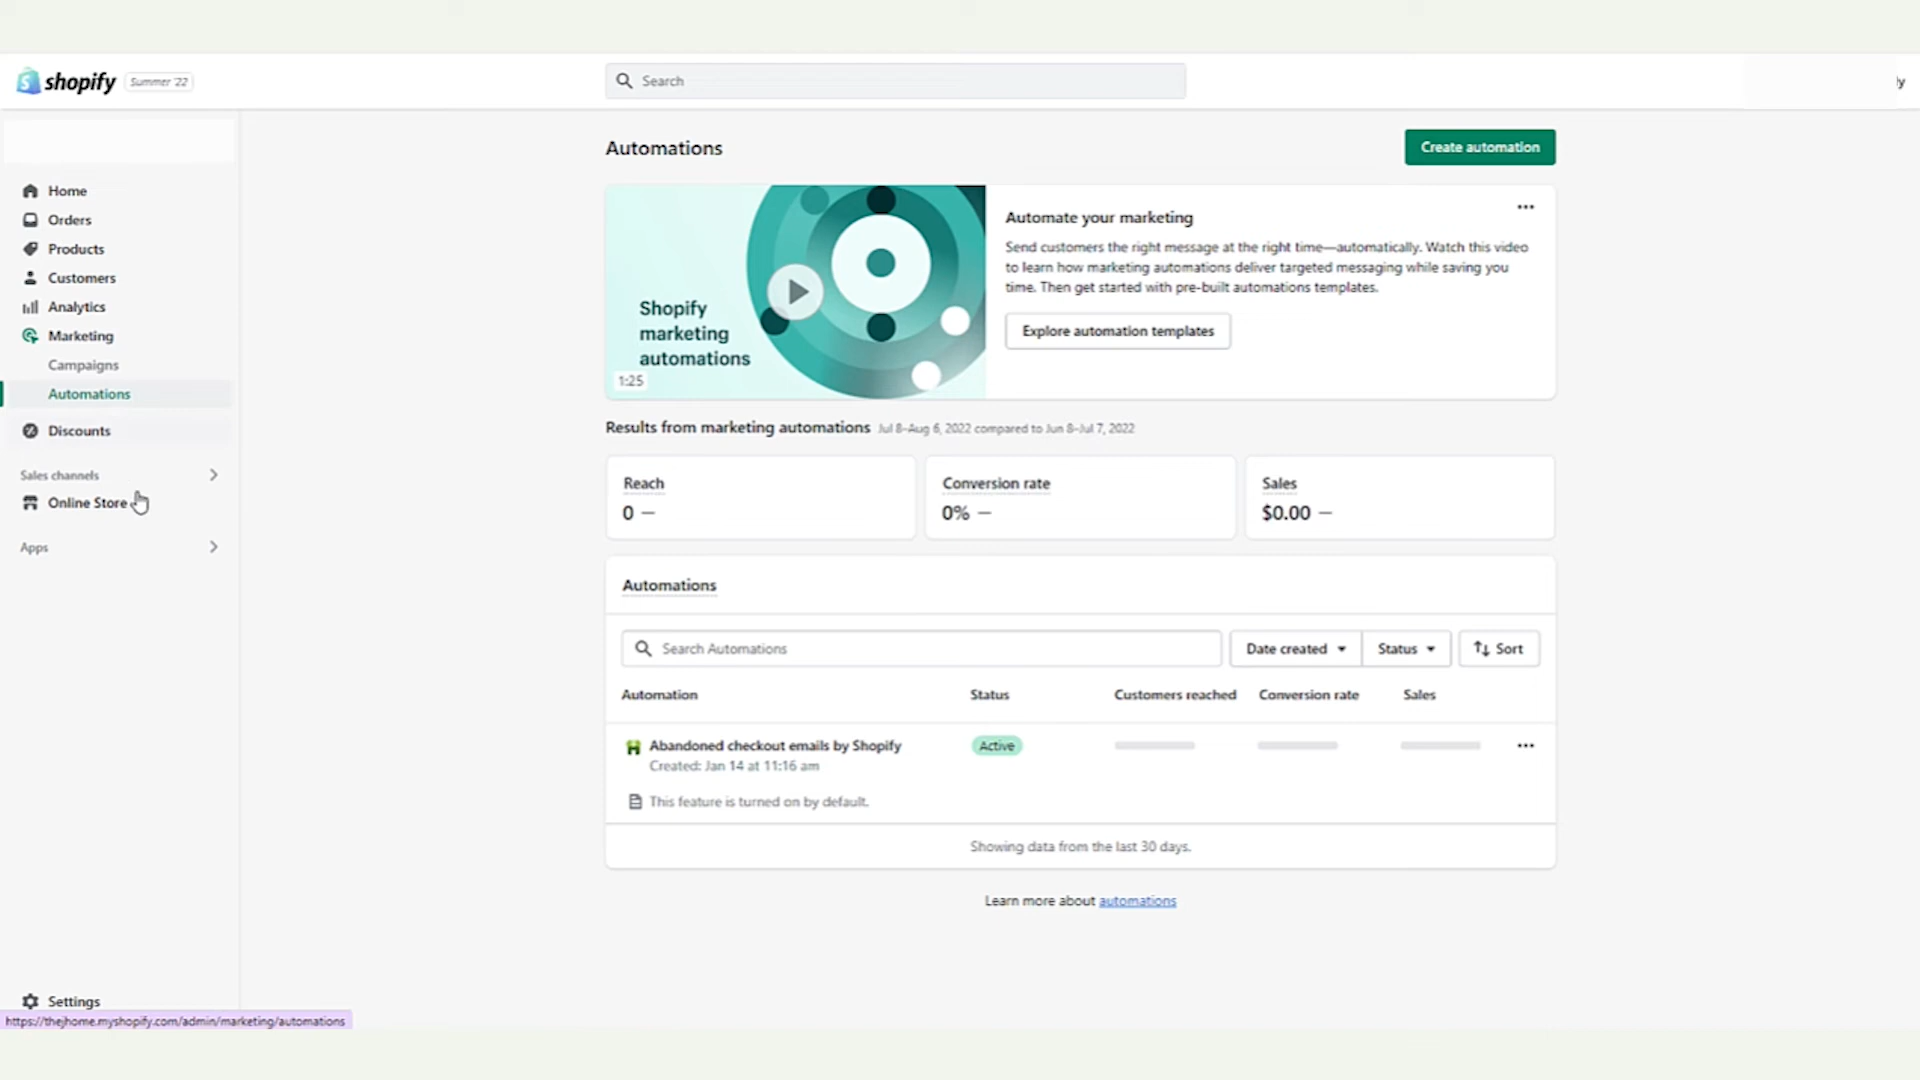 shopify Summer '22
Search
y
Home
Orders
Products
Customers
Analytics
Marketing
Campaigns
Automations
Discounts
Sales channels
Online Store
Apps
Settings
https://thejhome.myshopify.com/admin/marketing/automations
Automations
Create automation
Shopify
marketing
automations
1:25
Automate your marketing
Send customers the right message at the right time—automatically. Watch this video
to learn how marketing automations deliver targeted messaging while saving you
time. Then get started with pre-built automations templates.
Explore automation templates
Results from marketing automations Jul 8–Aug 6, 2022 compared to Jun 8–Jul 7, 2022
Reach
0 —
Conversion rate
0% —
Sales
$0.00 —
Automations
Search Automations
Date created
Status
Sort
Automation Status Customers reached Conversion rate Sales
Abandoned checkout emails by Shopify Active
Created: Jan 14 at 11:16 am
This feature is turned on by default.
Showing data from the last 30 days.
Learn more about automations